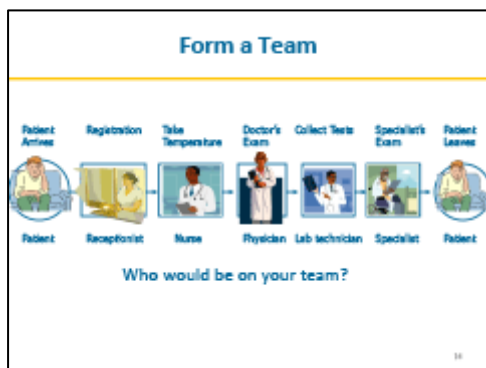 Form a Team
Patient Arrives
Registration
Take Temperature
Doctor's Exam
Collect Tests
Specialist's Exam
Patient Leaves
Patient
Receptionist
Nurse
Physician
Lab technician
Specialist
Patient
Who would be on your team?